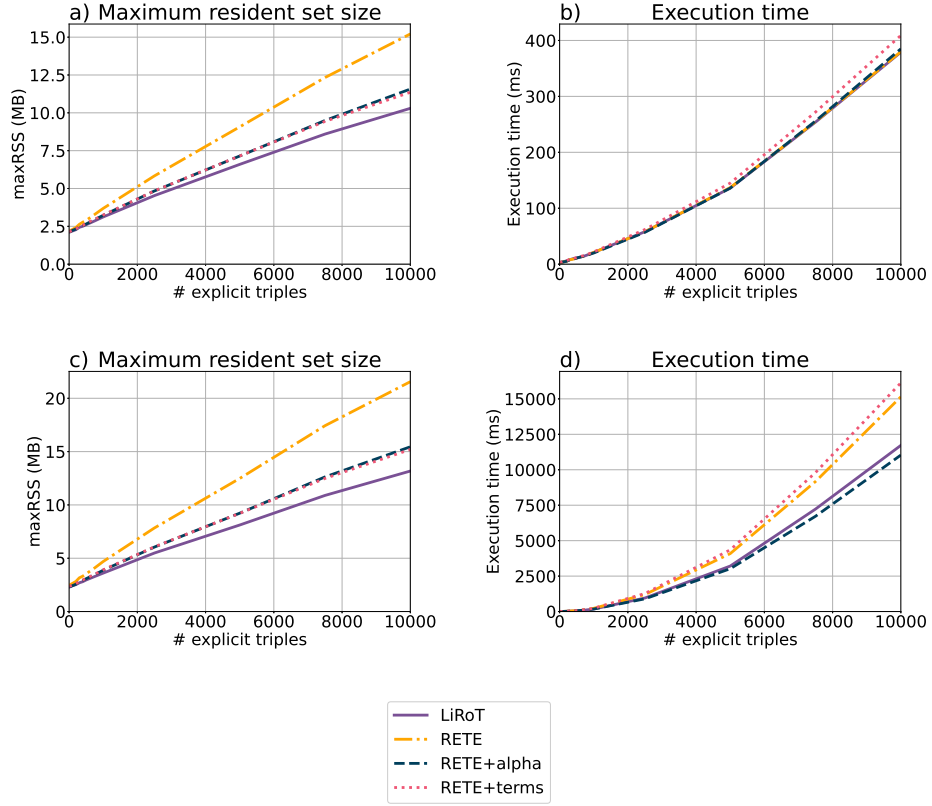 a) Maximum resident set size
15.0
12.5
10.0
7.5
5.0
2.5
0.0
maxRSS (MB)
0 2000 4000 6000 8000 10000
# explicit triples
b) Execution time
400
300
200
100
0
Execution time (ms)
0 2000 4000 6000 8000 10000
# explicit triples
c) Maximum resident set size
20
15
10
5
0
maxRSS (MB)
0 2000 4000 6000 8000 10000
# explicit triples
d) Execution time
15000
12500
10000
7500
5000
2500
0
Execution time (ms)
0 2000 4000 6000 8000 10000
# explicit triples
LiRoT
RETE
RETE+alpha
RETE+terms